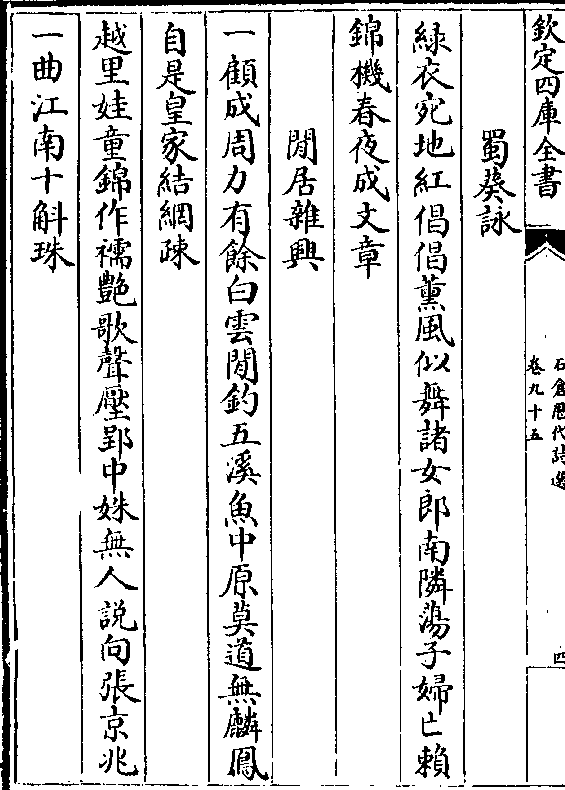 欽定四庫全書
石倉歴代詩選
卷九十五
四
蜀葵詠
緑衣宛地紅倡倡薰風似舞諸女郎南隣蕩子婦亡賴
錦機春夜成文章
閒居雜興
一顧成周力有餘白雲閒釣五溪魚中原莫道無麟鳳
自是皇家結網疎
越里娃童錦作襦艷歌聲壓郢中姝無人說向張京兆
一曲江南十斛珠